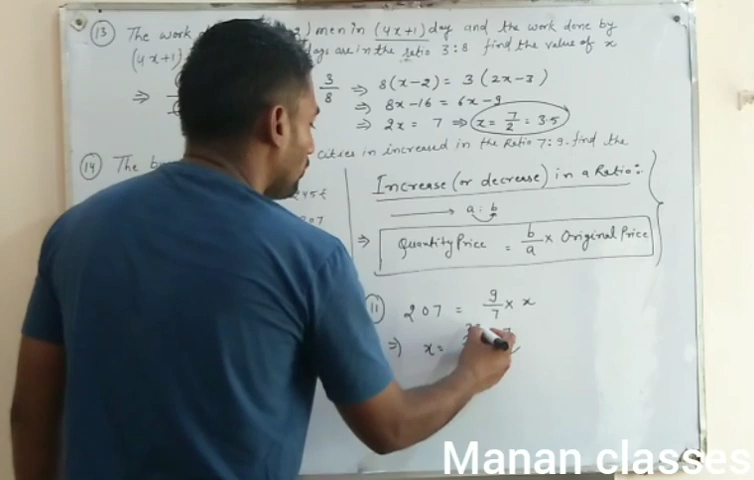 (13) The work men in (4x+1) day and the work done by
(4x+1) days are in the ratio 3:8 find the value of x
⇒ 3/8 ⇒ 8(x-2) = 3(2x-3)
⇒ 8x-16 = 6x-9
⇒ 2x = 7 ⇒ x = 7/2 = 3.5
(14) The cities in increased in the Ratio 7:9. find the
Increase (or decrease) in a Ratio:
→ a:b
⇒ Quantity Price = b/a × Original Price
(11) 207 = 9/7 × x
⇒ x =
Manan classes